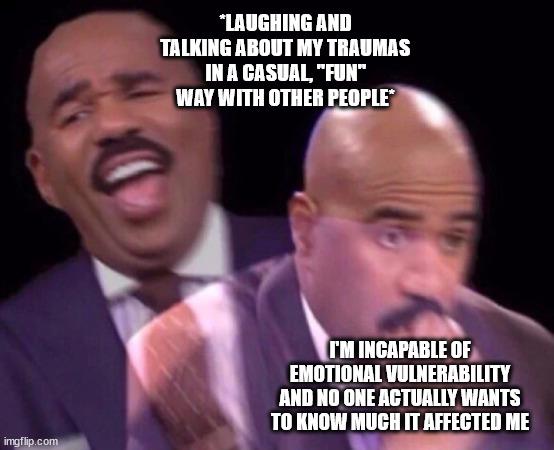 *LAUGHING AND
TALKING ABOUT MY TRAUMAS
IN A CASUAL, "FUN"
WAY WITH OTHER PEOPLE*
I'M INCAPABLE OF
EMOTIONAL VULNERABILITY
AND NO ONE ACTUALLY WANTS
TO KNOW MUCH IT AFFECTED ME
imgflip.com